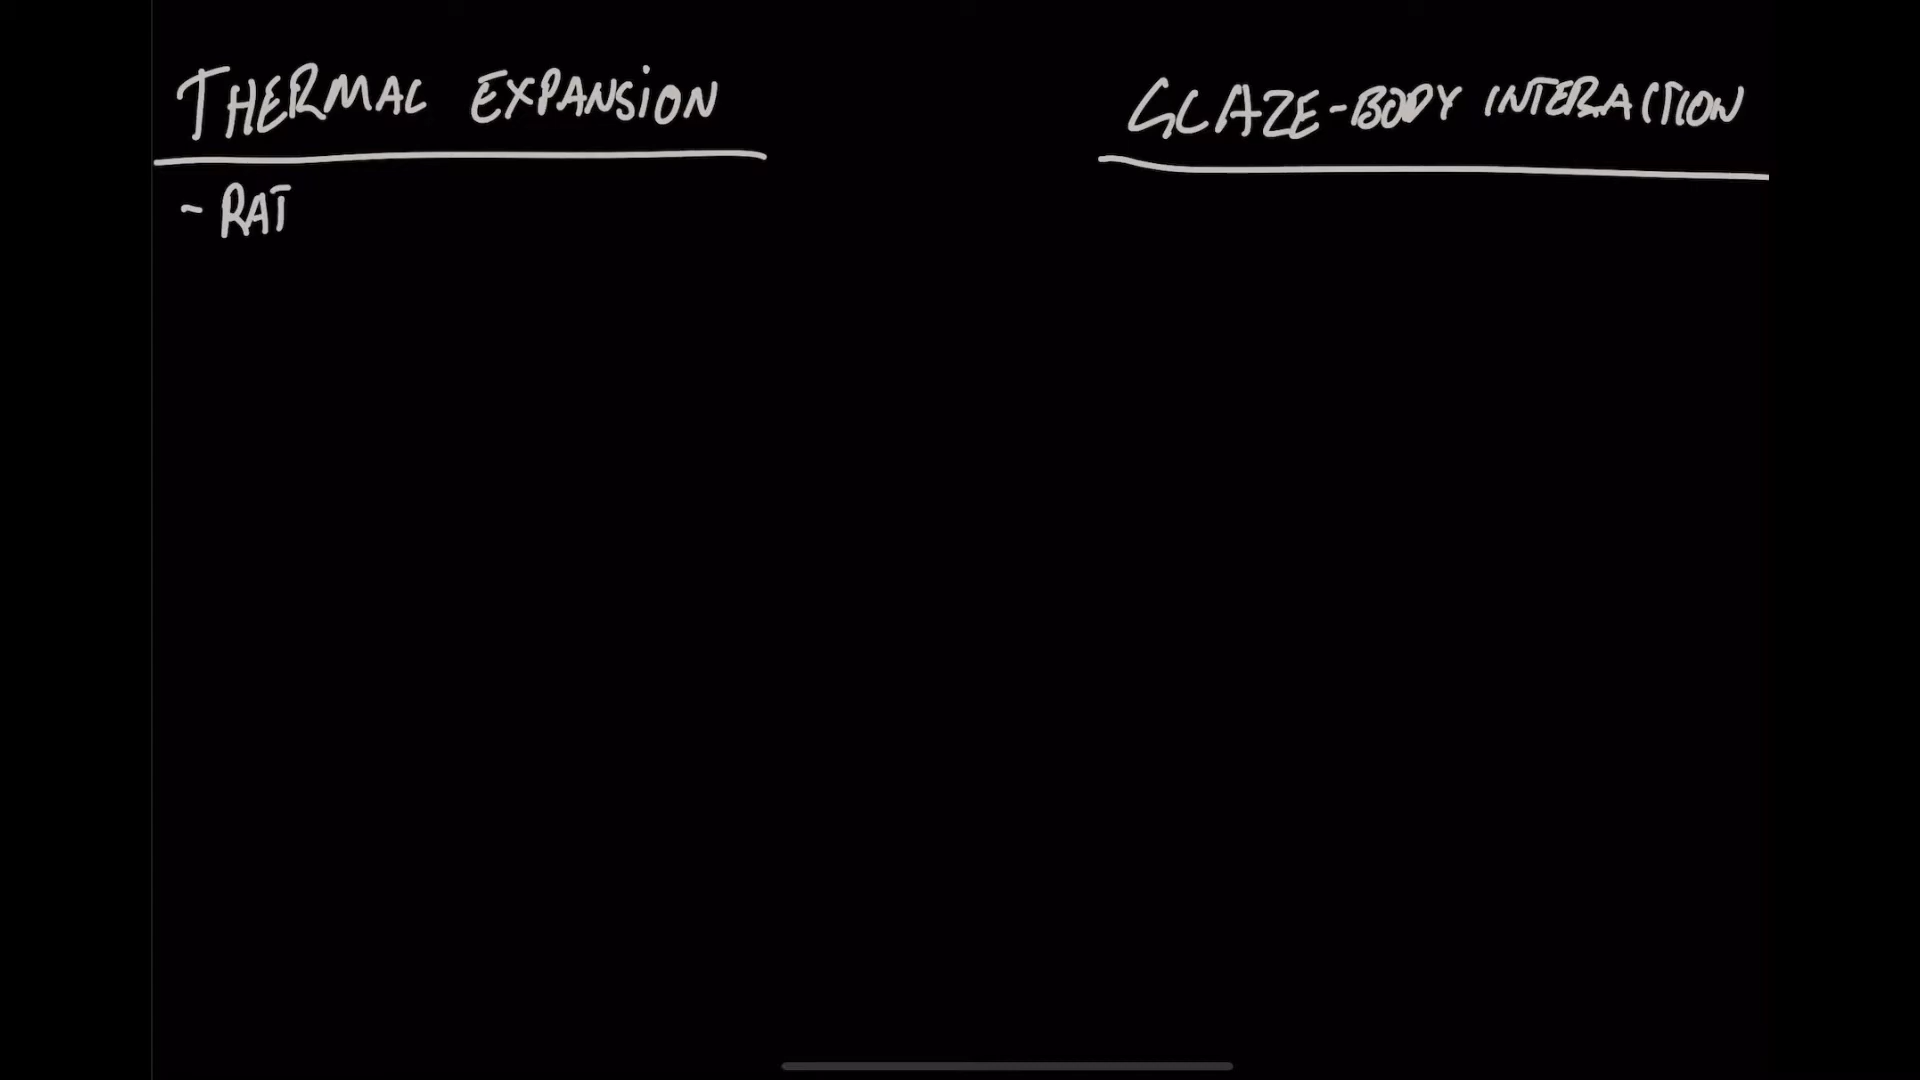 THERMAL EXPANSION
GLAZE-BODY INTERACTION
- RAT